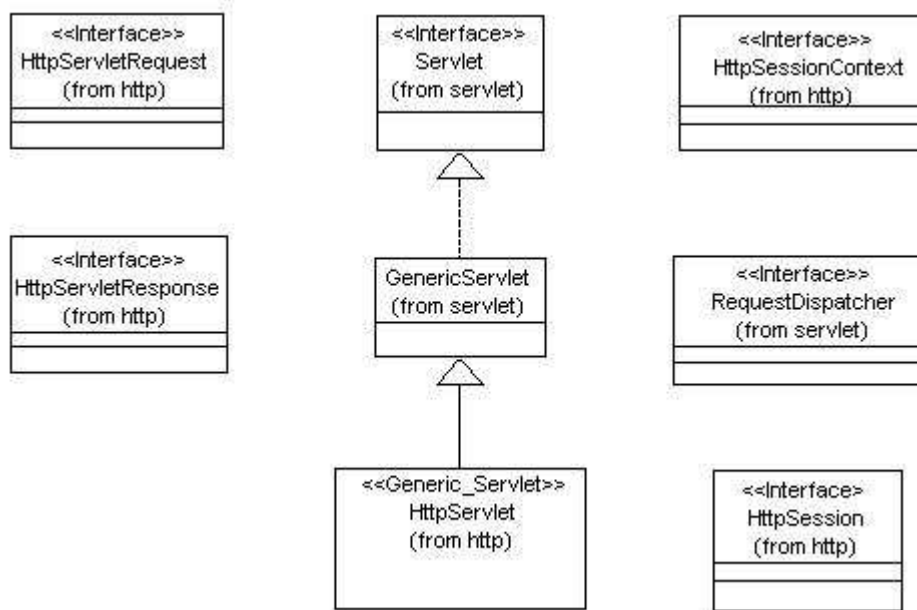 <<Interface>>
HttpServletRequest
(from http)
<<Interface>>
Servlet
(from servlet)
<<Interface>>
HttpSessionContext
(from http)
<<Interface>>
HttpServletResponse
(from http)
GenericServlet
(from servlet)
<<Interface>>
RequestDispatcher
(from servlet)
<<Generic_Servlet>>
HttpServlet
(from http)
<<Interface>
HttpSession
(from http)